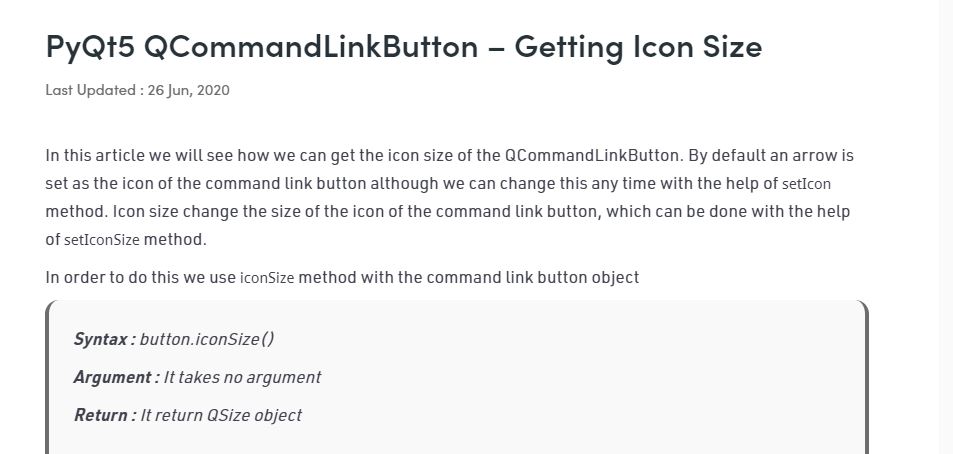 PyQt5 QCommandLinkButton – Getting Icon Size
Last Updated : 26 Jun, 2020
In this article we will see how we can get the icon size of the QCommandLinkButton. By default an arrow is
set as the icon of the command link button although we can change this any time with the help of setIcon
method. Icon size change the size of the icon of the command link button, which can be done with the help
of setIconSize method.
In order to do this we use iconSize method with the command link button object
Syntax : button.iconSize()
Argument : It takes no argument
Return : It return QSize object